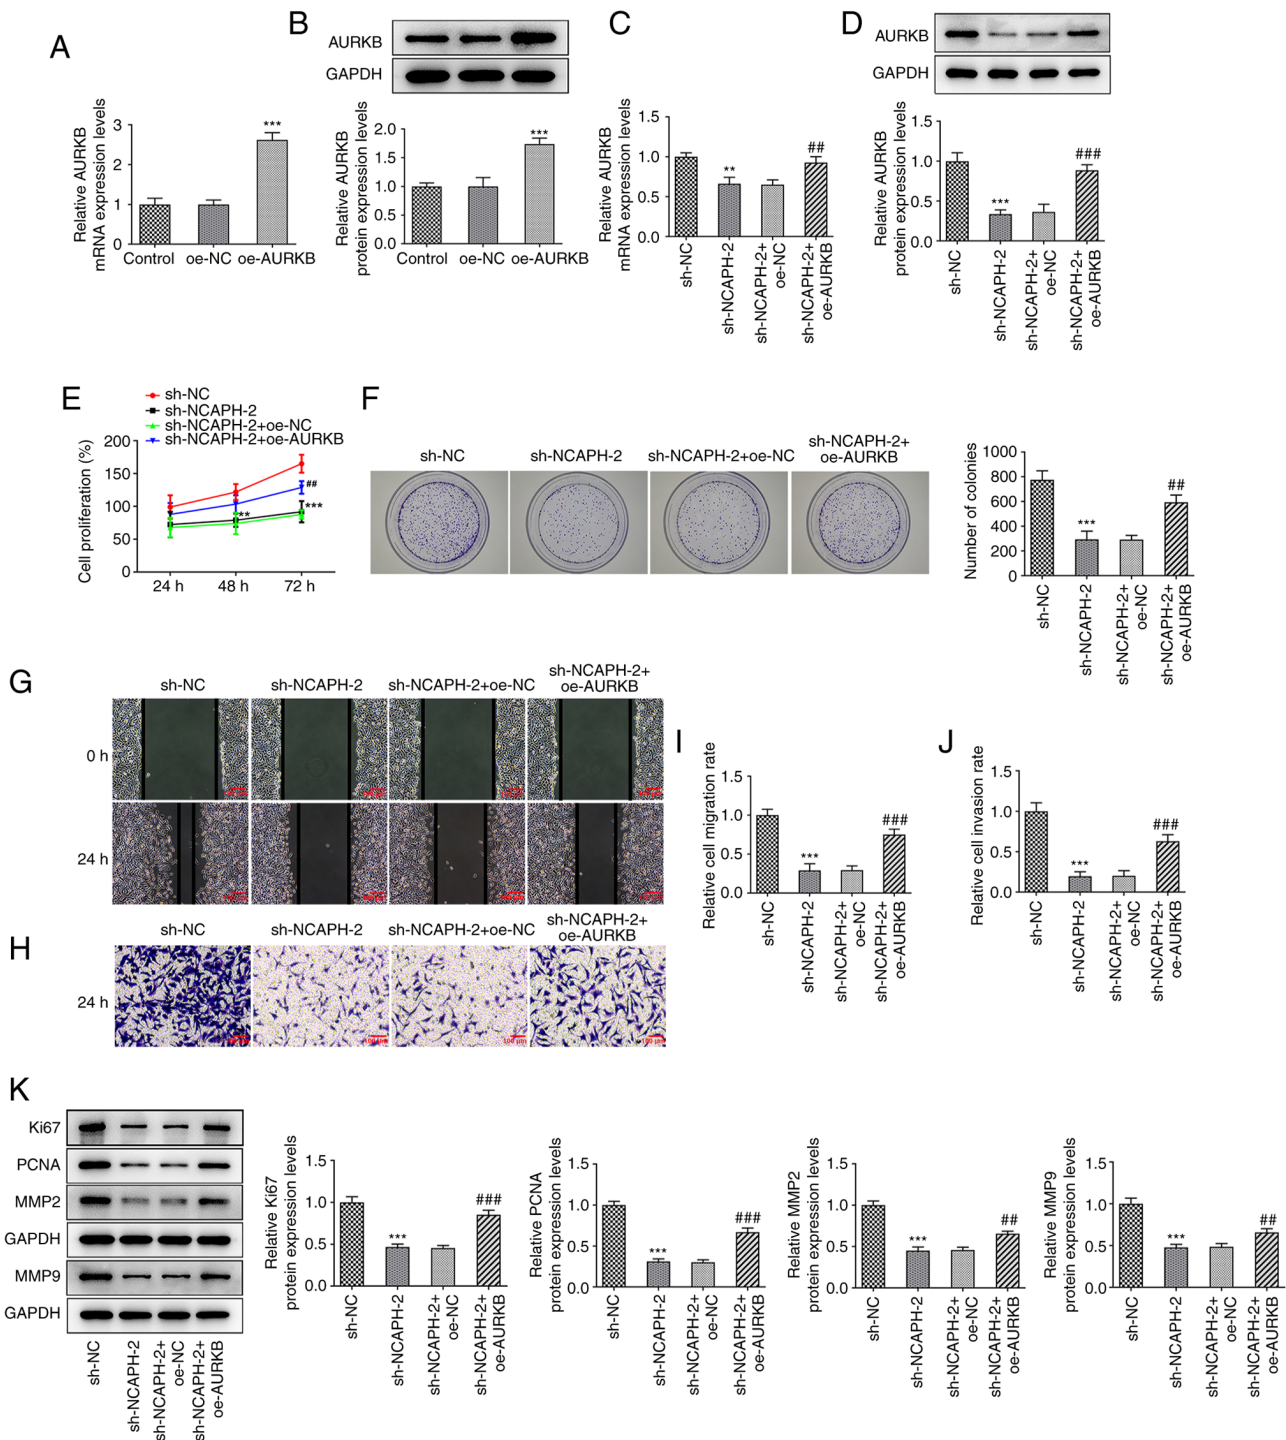 A
B
C
D
AURKB
GAPDH
AURKB
GAPDH
Relative AURKB
mRNA expression levels
3
2
1
0
***
Control
oe-NC
oe-AURKB
Relative AURKB
protein expression levels
2.0
1.5
1.0
0.5
0.0
***
Control
oe-NC
oe-AURKB
Relative AURKB
mRNA expression levels
1.5
1.0
0.5
0.0
**
##
sh-NC
sh-NCAPH-2
sh-NCAPH-2+
oe-NC
sh-NCAPH-2+
oe-AURKB
Relative AURKB
protein expression levels
1.5
1.0
0.5
0.0
***
###
sh-NC
sh-NCAPH-2
sh-NCAPH-2+
oe-NC
sh-NCAPH-2+
oe-AURKB
E
sh-NC
sh-NCAPH-2
sh-NCAPH-2+oe-NC
sh-NCAPH-2+oe-AURKB
Cell proliferation (%)
200
150
100
50
0
##
***
**
24 h
48 h
72 h
F
sh-NC
sh-NCAPH-2
sh-NCAPH-2+oe-NC
sh-NCAPH-2+
oe-AURKB
Number of colonies
1000
800
600
400
200
0
***
##
sh-NC
sh-NCAPH-2
sh-NCAPH-2+
oe-NC
sh-NCAPH-2+
oe-AURKB
G
sh-NC
sh-NCAPH-2
sh-NCAPH-2+oe-NC
sh-NCAPH-2+
oe-AURKB
0 h
24 h
H
sh-NC
sh-NCAPH-2
sh-NCAPH-2+oe-NC
sh-NCAPH-2+
oe-AURKB
24 h
100 μm
100 μm
I
Relative cell migration rate
1.5
1.0
0.5
0.0
***
###
sh-NC
sh-NCAPH-2
sh-NCAPH-2+
oe-NC
sh-NCAPH-2+
oe-AURKB
J
Relative cell invasion rate
1.5
1.0
0.5
0.0
***
###
sh-NC
sh-NCAPH-2
sh-NCAPH-2+
oe-NC
sh-NCAPH-2+
oe-AURKB
K
Ki67
PCNA
MMP2
GAPDH
MMP9
GAPDH
sh-NC
sh-NCAPH-2
sh-NCAPH-2+
oe-NC
sh-NCAPH-2+
oe-AURKB
Relative Ki67
protein expression levels
1.5
1.0
0.5
0.0
***
###
sh-NC
sh-NCAPH-2
sh-NCAPH-2+
oe-NC
sh-NCAPH-2+
oe-AURKB
Relative PCNA
protein expression levels
1.5
1.0
0.5
0.0
***
###
sh-NC
sh-NCAPH-2
sh-NCAPH-2+
oe-NC
sh-NCAPH-2+
oe-AURKB
Relative MMP2
protein expression levels
1.5
1.0
0.5
0.0
***
##
sh-NC
sh-NCAPH-2
sh-NCAPH-2+
oe-NC
sh-NCAPH-2+
oe-AURKB
Relative MMP9
protein expression levels
1.5
1.0
0.5
0.0
***
##
sh-NC
sh-NCAPH-2
sh-NCAPH-2+
oe-NC
sh-NCAPH-2+
oe-AURKB